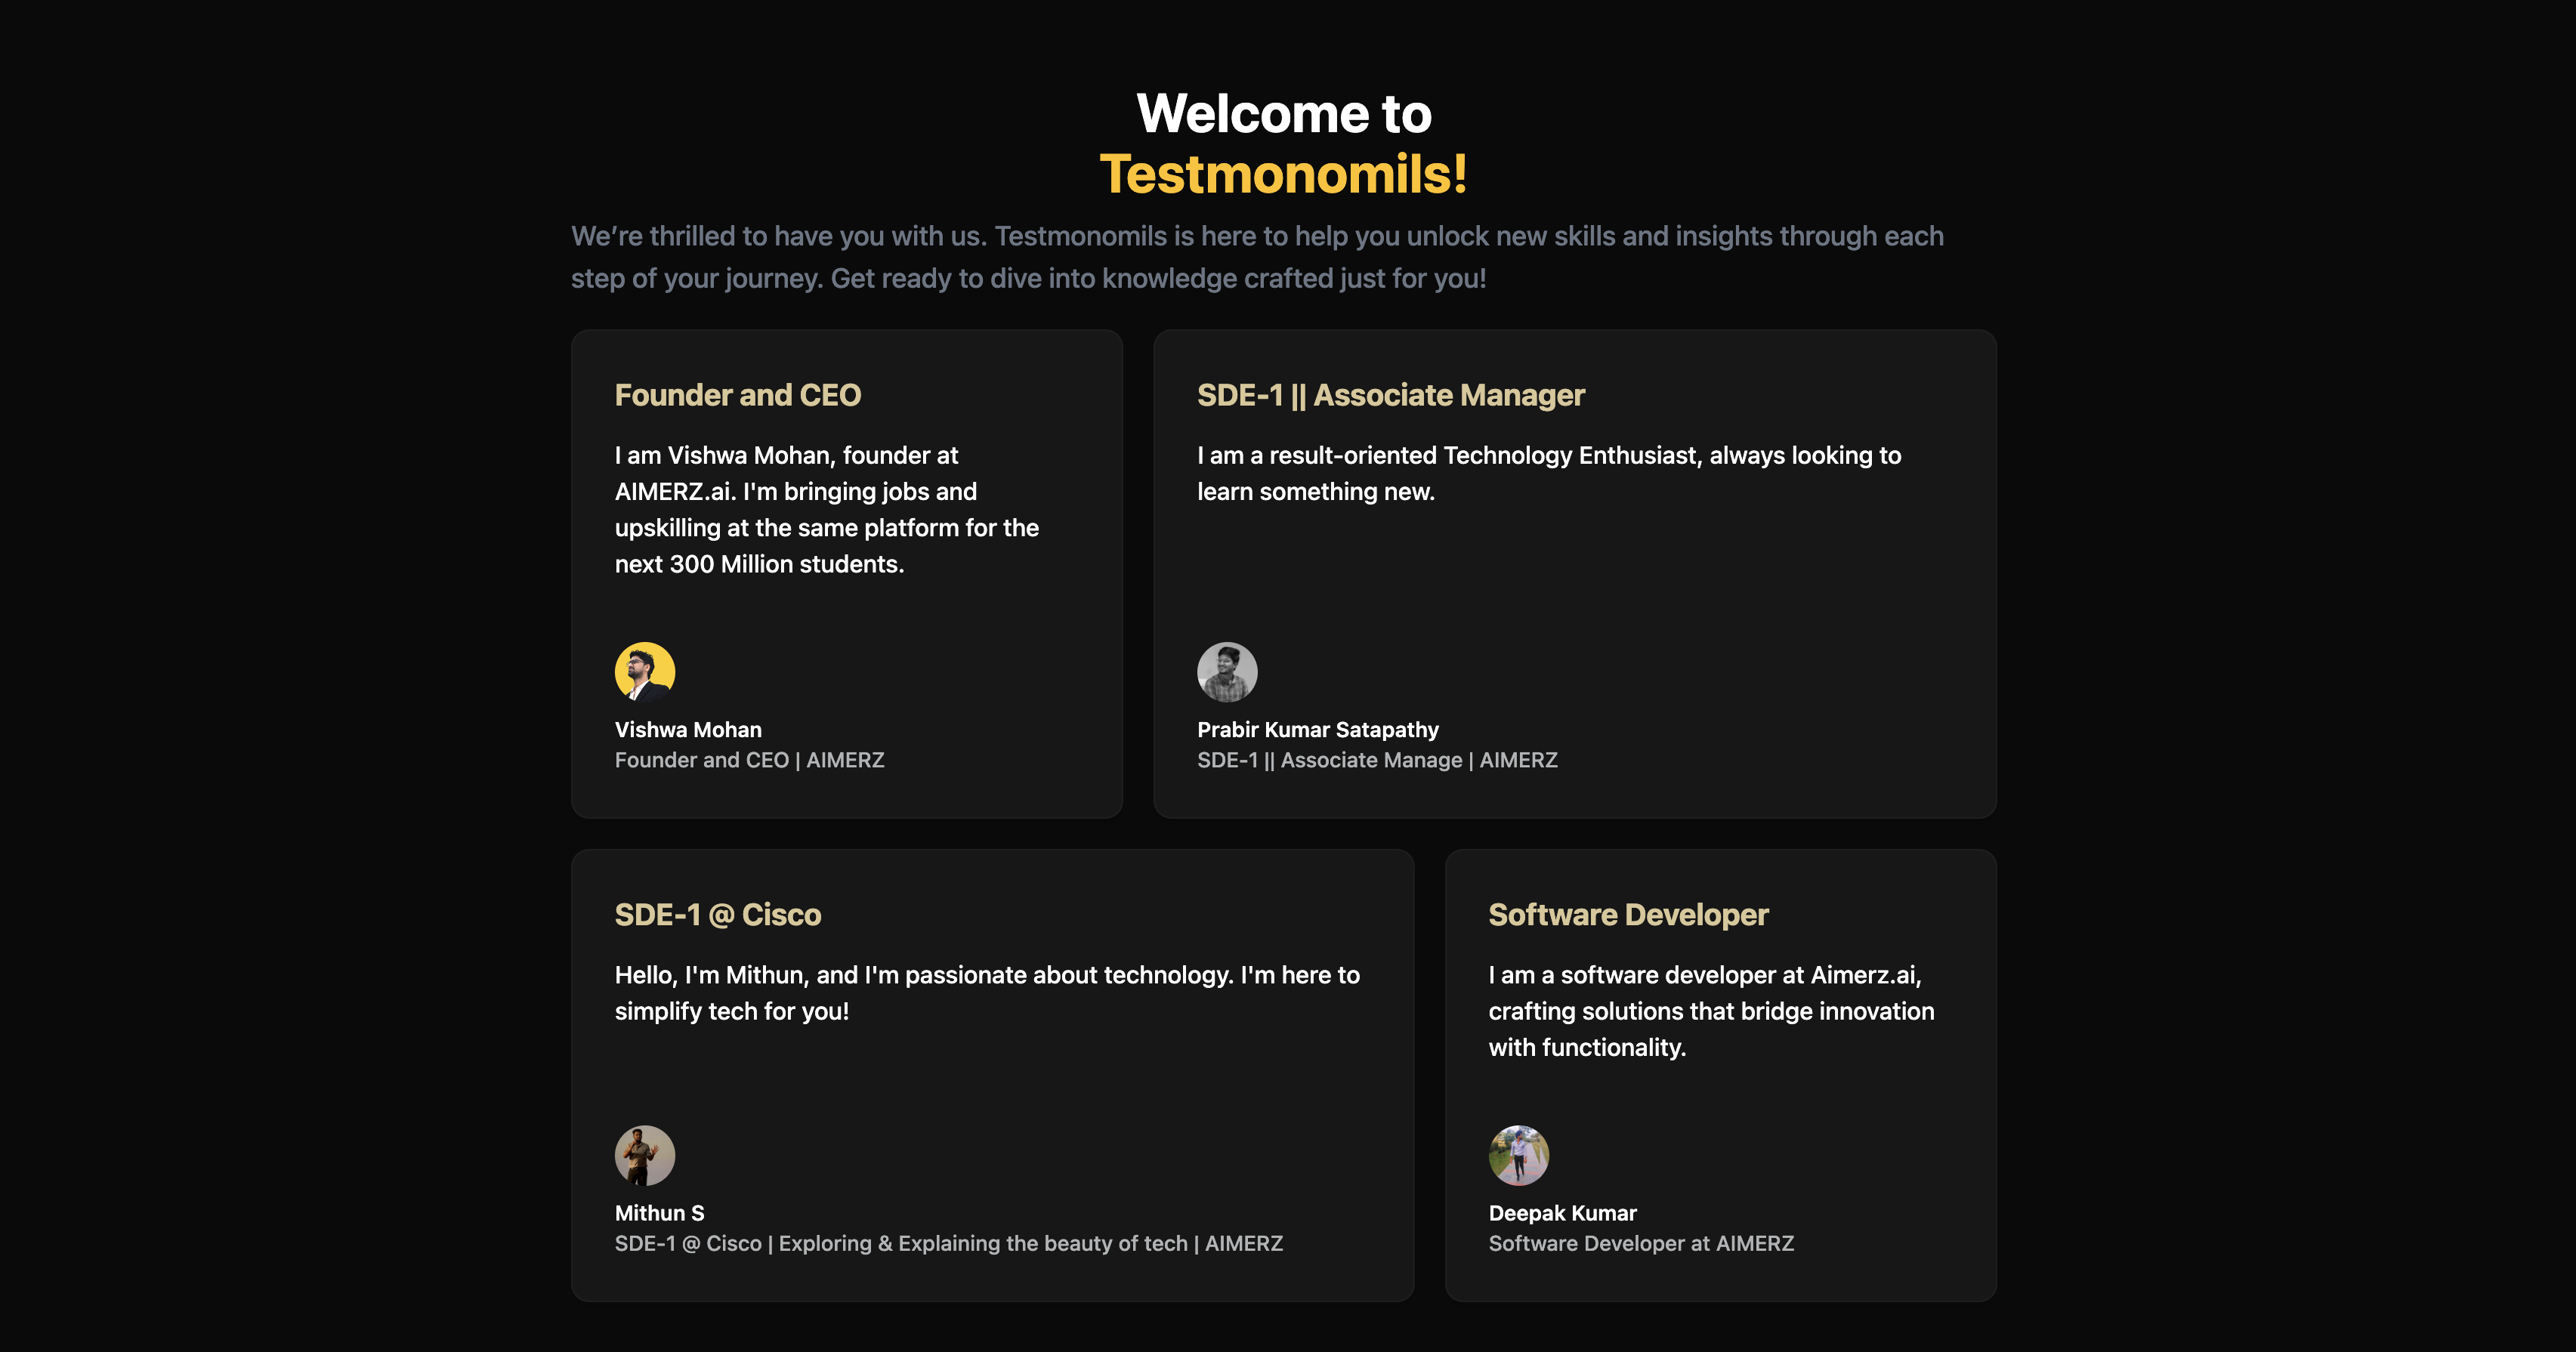 Welcome to
Testmonomils!
We’re thrilled to have you with us. Testmonomils is here to help you unlock new skills and insights through each
step of your journey. Get ready to dive into knowledge crafted just for you!
Founder and CEO
I am Vishwa Mohan, founder at
AIMERZ.ai. I'm bringing jobs and
upskilling at the same platform for the
next 300 Million students.
Vishwa Mohan
Founder and CEO | AIMERZ
SDE-1 || Associate Manager
I am a result-oriented Technology Enthusiast, always looking to
learn something new.
Prabir Kumar Satapathy
SDE-1 || Associate Manage | AIMERZ
SDE-1 @ Cisco
Hello, I'm Mithun, and I'm passionate about technology. I'm here to
simplify tech for you!
Mithun S
SDE-1 @ Cisco | Exploring & Explaining the beauty of tech | AIMERZ
Software Developer
I am a software developer at Aimerz.ai,
crafting solutions that bridge innovation
with functionality.
Deepak Kumar
Software Developer at AIMERZ